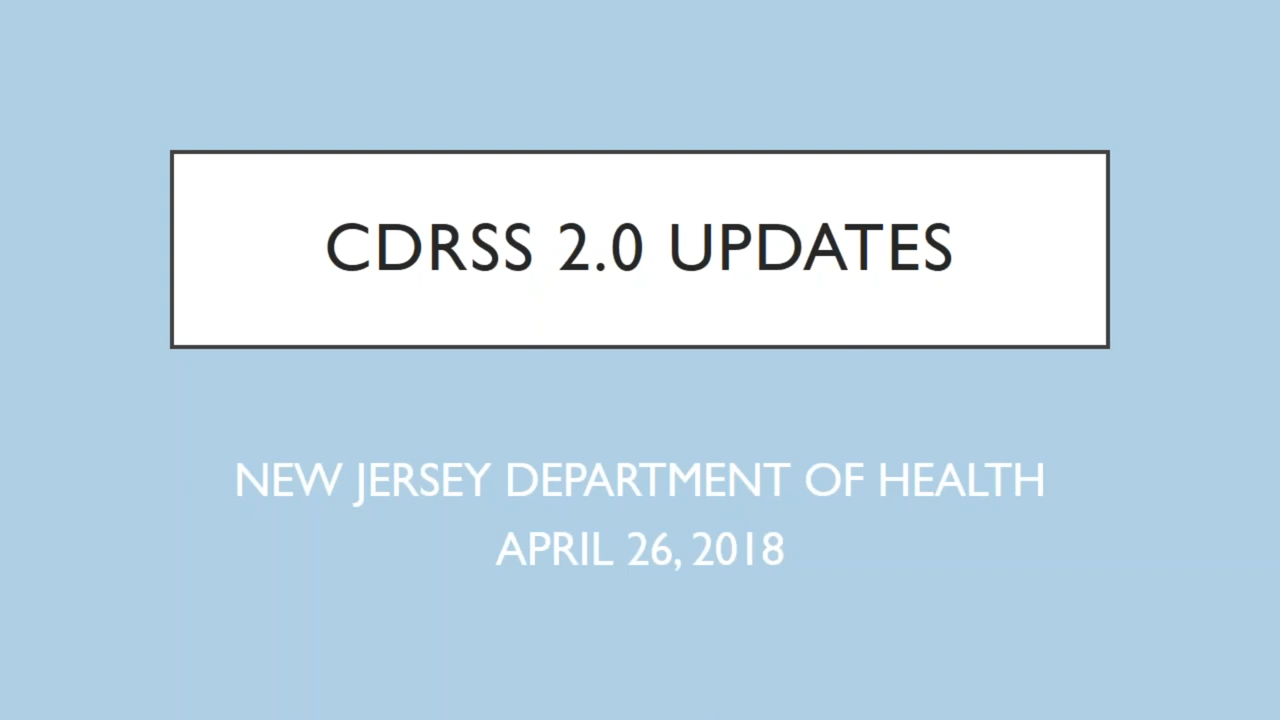 CDRSS 2.0 UPDATES
NEW JERSEY DEPARTMENT OF HEALTH
APRIL 26, 2018